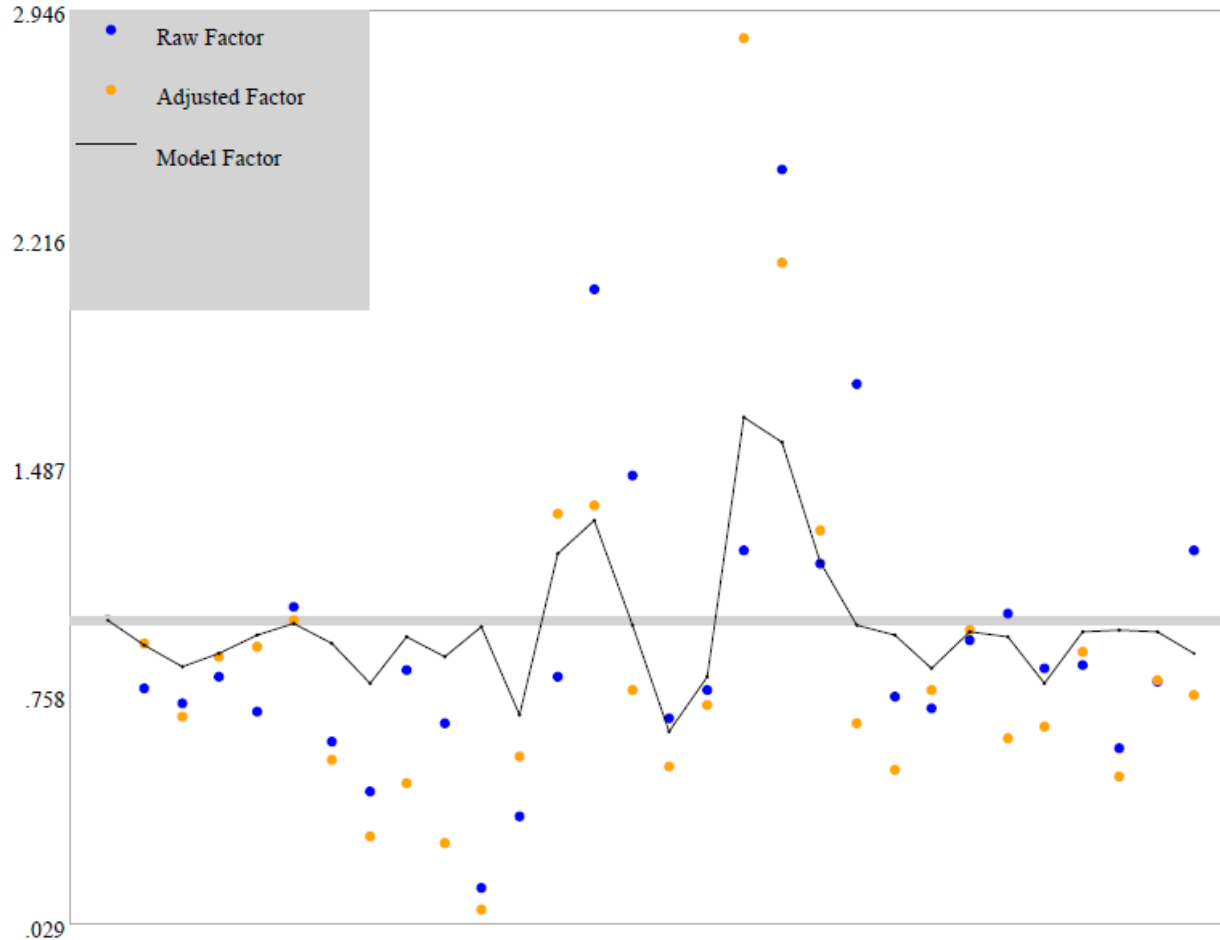 2.946
Raw Factor
Adjusted Factor
Model Factor
2.216
1.487
.758
.029